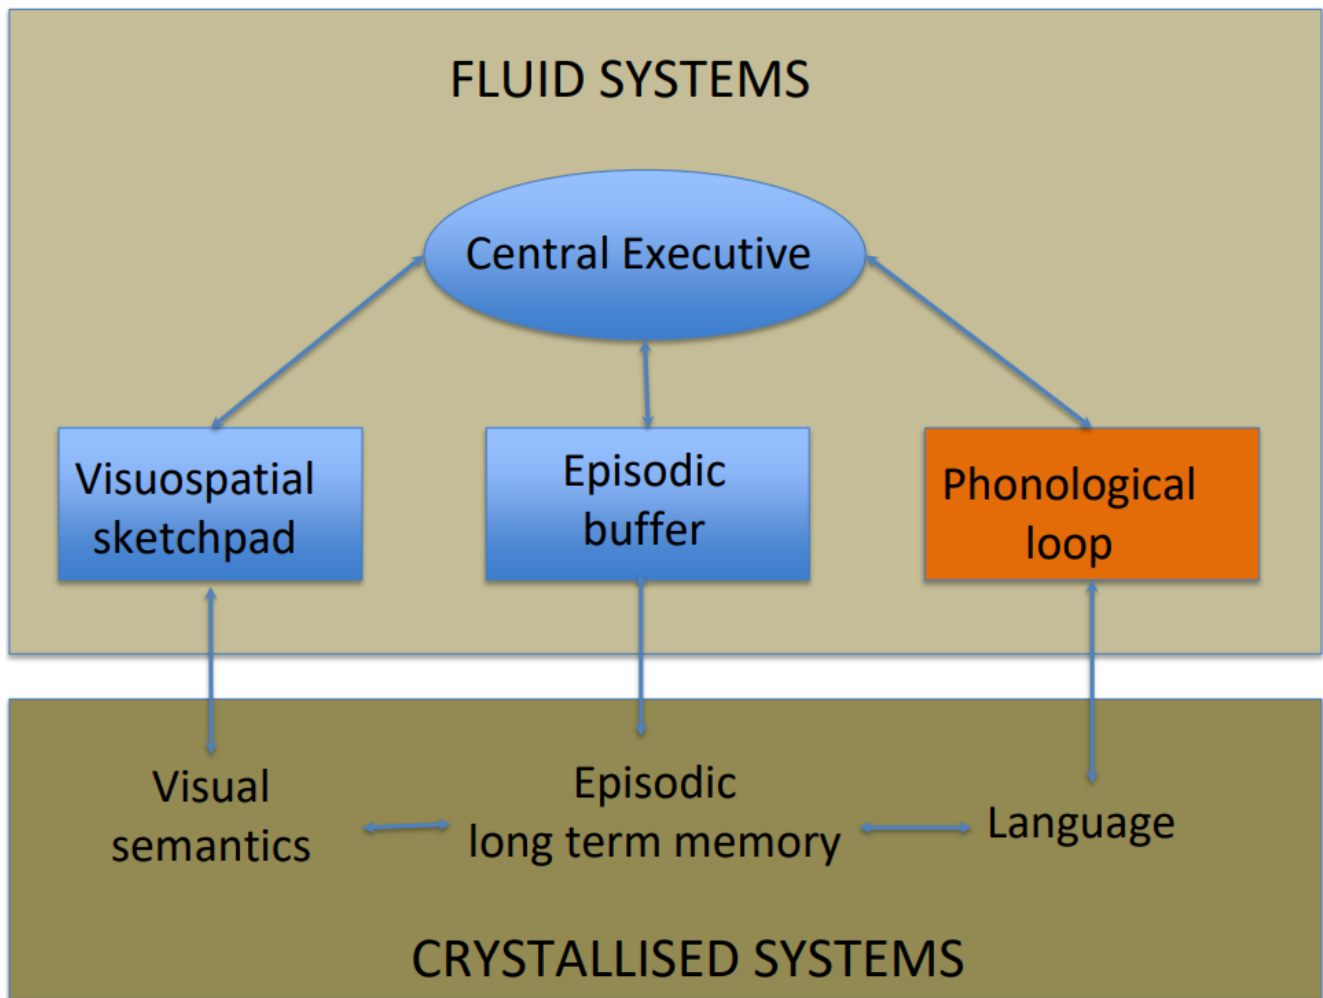 FLUID SYSTEMS
Central Executive
Visuospatial
sketchpad
Episodic
buffer
Phonological
loop
Visual
semantics
Episodic
long term memory
Language
CRYSTALLISED SYSTEMS